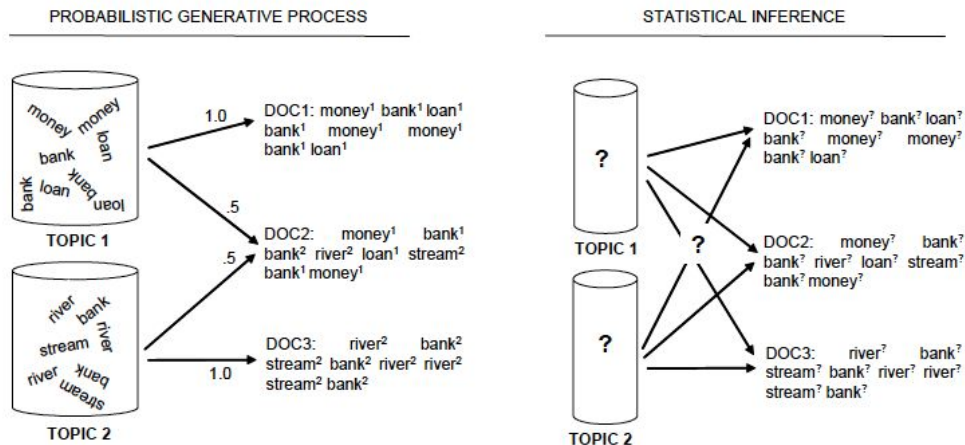 PROBABILISTIC GENERATIVE PROCESS
money
money
loan
bank
bank
loan
bank
loan
TOPIC 1
river
bank
river
stream
river
bank
stream
TOPIC 2
1.0
.5
.5
1.0
DOC1: money¹ bank¹ loan¹
bank¹ money¹ money¹
bank¹ loan¹
DOC2: money¹ bank¹
bank² river² loan¹ stream²
bank¹ money¹
DOC3: river² bank²
stream² bank² river² river²
stream² bank²
STATISTICAL INFERENCE
?
TOPIC 1
?
?
TOPIC 2
DOC1: money? bank? loan?
bank? money? money?
bank? loan?
DOC2: money? bank?
bank? river? loan? stream?
bank? money?
DOC3: river? bank?
stream? bank? river? river?
stream? bank?